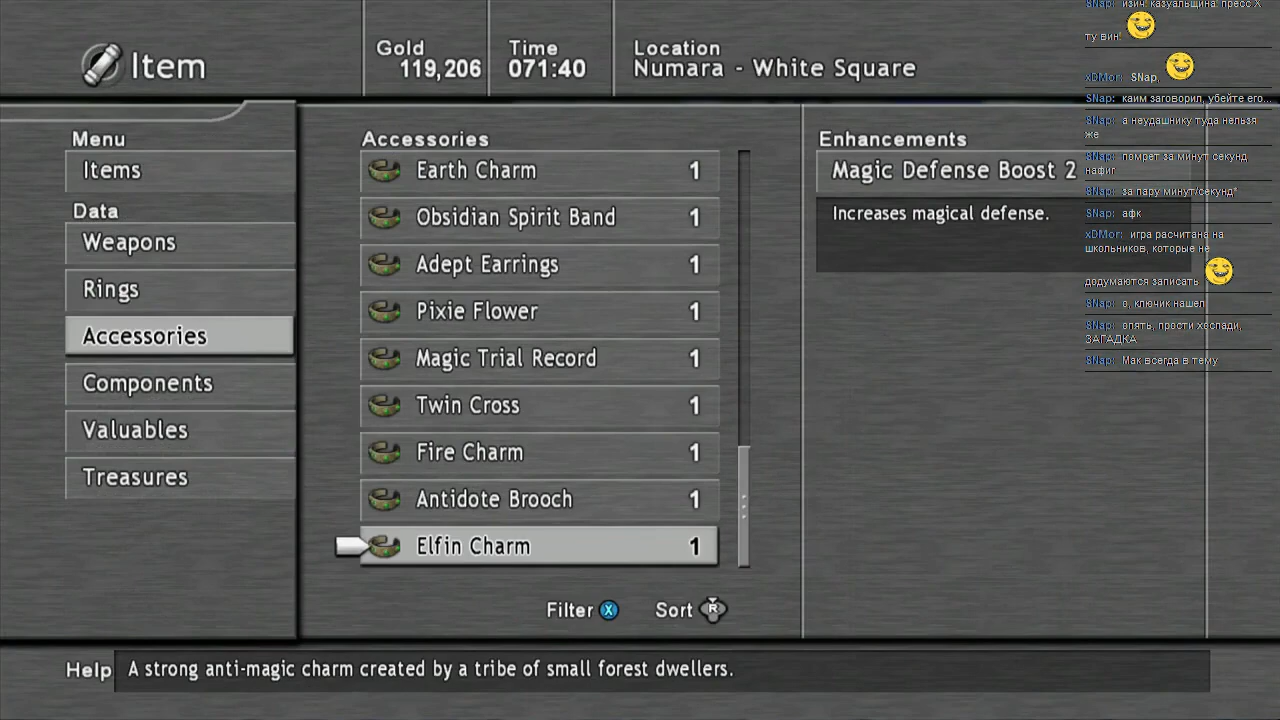 Item
Gold
119,206
Time
071:40
Location
Numara - White Square
Menu
Items
Data
Weapons
Rings
Accessories
Components
Valuables
Treasures
Accessories
Earth Charm 1
Obsidian Spirit Band 1
Adept Earrings 1
Pixie Flower 1
Magic Trial Record 1
Twin Cross 1
Fire Charm 1
Antidote Brooch 1
Elfin Charm 1
Filter X
Sort R
Enhancements
Magic Defense Boost 2
Increases magical defense.
Help A strong anti-magic charm created by a tribe of small forest dwellers.
SNap: изич. казуальщина. пресс X
ту вин!
xDMor: SNap,
SNap: каим заговорил, убейте его...
SNap: а неудашнику туда нельзя
же
SNap: помрет за минут секунд
нафиг
SNap: за пару минут/секунд*
SNap: афк
xDMor: игра расчитана на
школьников, которые не
додумаются записать
SNap: о, ключик нашел
SNap: впять, прости хоспади,
ЗАГАДКА
SNap: Мак всегда в тему